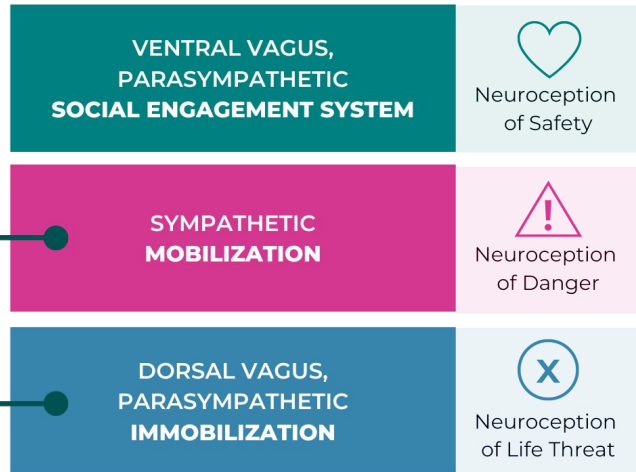 VENTRAL VAGUS,
PARASYMPATHETIC
SOCIAL ENGAGEMENT SYSTEM
Neuroception
of Safety
SYMPATHETIC
MOBILIZATION
!
Neuroception
of Danger
DORSAL VAGUS,
PARASYMPATHETIC
IMMOBILIZATION
X
Neuroception
of Life Threat